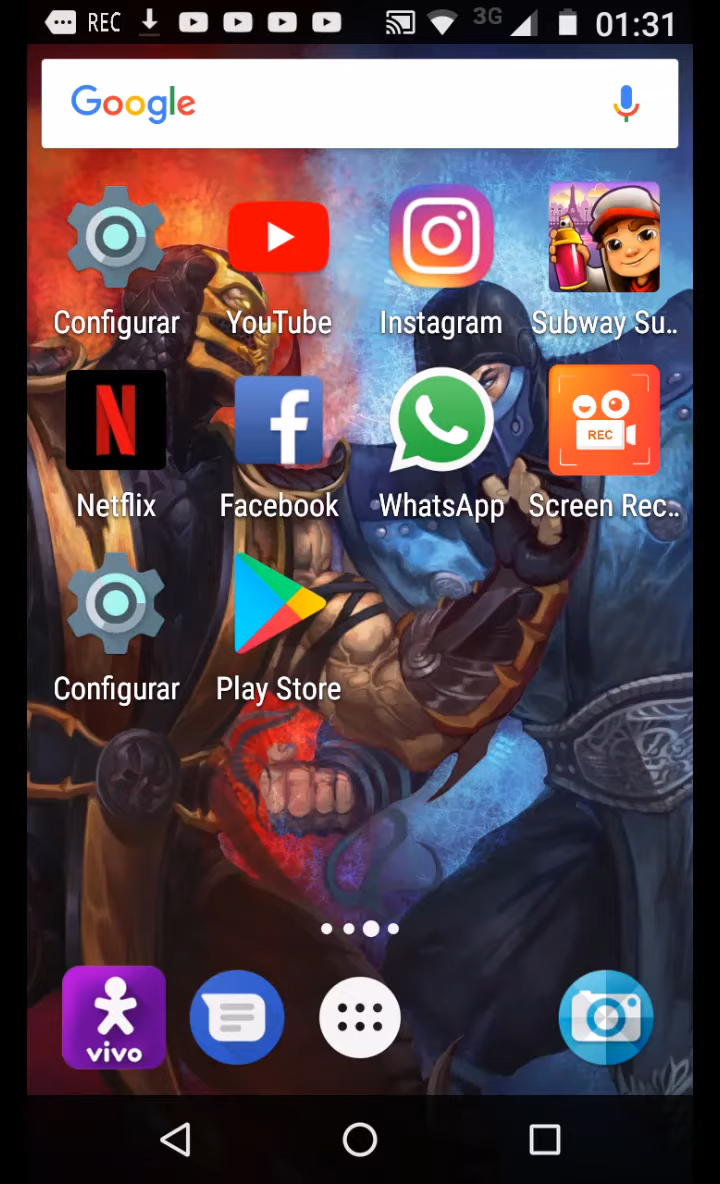 REC 3G 01:31
Google
Configurar YouTube Instagram Subway Su..
REC
Netflix Facebook WhatsApp Screen Rec..
Configurar Play Store
vivo